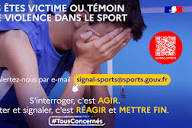 S ÊTES VICTIME OU TÉMOIN
E VIOLENCE DANS LE SPORT
lertez-nous par e-mail signal-sports@sports.gouv.fr
S'interroger, c'est AGIR.
ter et signaler, c'est RÉAGIR et METTRE FIN.
#TousConcernés